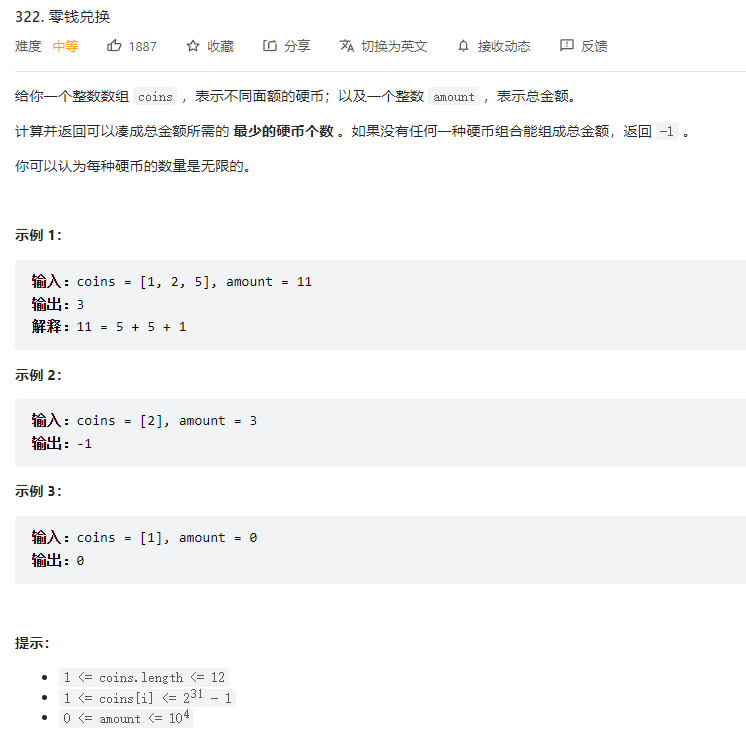 322. 零钱兑换
难度 中等 1887 收藏 分享 切换为英文 接收动态 反馈
给你一个整数数组 coins ，表示不同面额的硬币；以及一个整数 amount ，表示总金额。
计算并返回可以凑成总金额所需的 最少的硬币个数 。如果没有任何一种硬币组合能组成总金额，返回 -1 。
你可以认为每种硬币的数量是无限的。
示例 1：
输入：coins = [1, 2, 5], amount = 11
输出：3
解释：11 = 5 + 5 + 1
示例 2：
输入：coins = [2], amount = 3
输出：-1
示例 3：
输入：coins = [1], amount = 0
输出：0
提示：
1 <= coins.length <= 12
1 <= coins[i] <= 2³¹ - 1
0 <= amount <= 10⁴